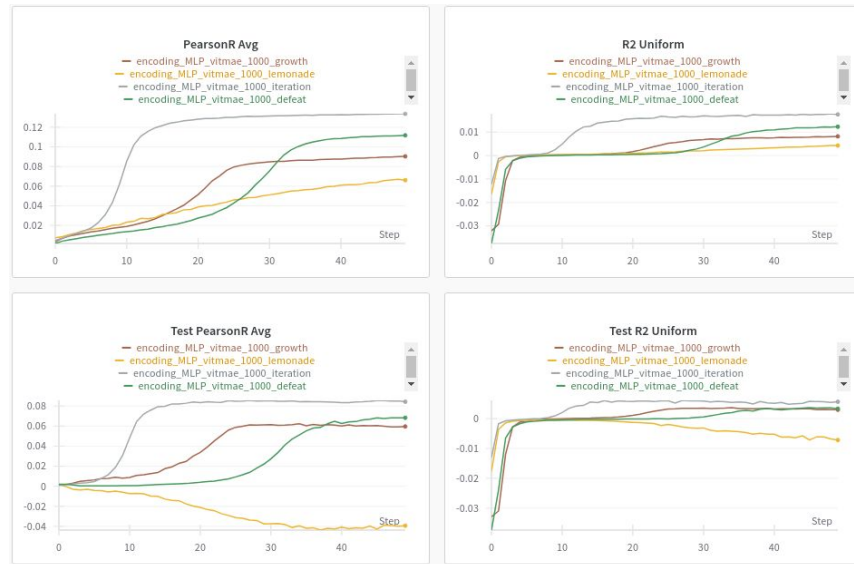 PearsonR Avg
encoding_MLP_vitmae_1000_growth
encoding_MLP_vitmae_1000_lemonade
encoding_MLP_vitmae_1000_iteration
encoding_MLP_vitmae_1000_defeat
0.12
0.1
0.08
0.06
0.04
0.02
Step
0 10 20 30 40
R2 Uniform
encoding_MLP_vitmae_1000_growth
encoding_MLP_vitmae_1000_lemonade
encoding_MLP_vitmae_1000_iteration
encoding_MLP_vitmae_1000_defeat
0.01
0
-0.01
-0.02
-0.03
Step
0 10 20 30 40
Test PearsonR Avg
encoding_MLP_vitmae_1000_growth
encoding_MLP_vitmae_1000_lemonade
encoding_MLP_vitmae_1000_iteration
encoding_MLP_vitmae_1000_defeat
0.08
0.06
0.04
0.02
0
-0.02
-0.04
Step
0 10 20 30 40
Test R2 Uniform
encoding_MLP_vitmae_1000_growth
encoding_MLP_vitmae_1000_lemonade
encoding_MLP_vitmae_1000_iteration
encoding_MLP_vitmae_1000_defeat
0
-0.01
-0.02
-0.03
Step
0 10 20 30 40